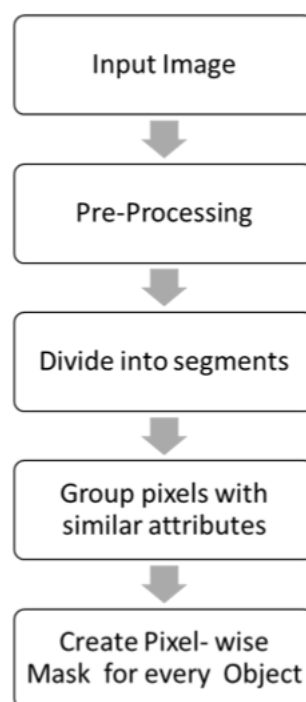 Input Image
Pre-Processing
Divide into segments
Group pixels with
similar attributes
Create Pixel- wise
Mask for every Object